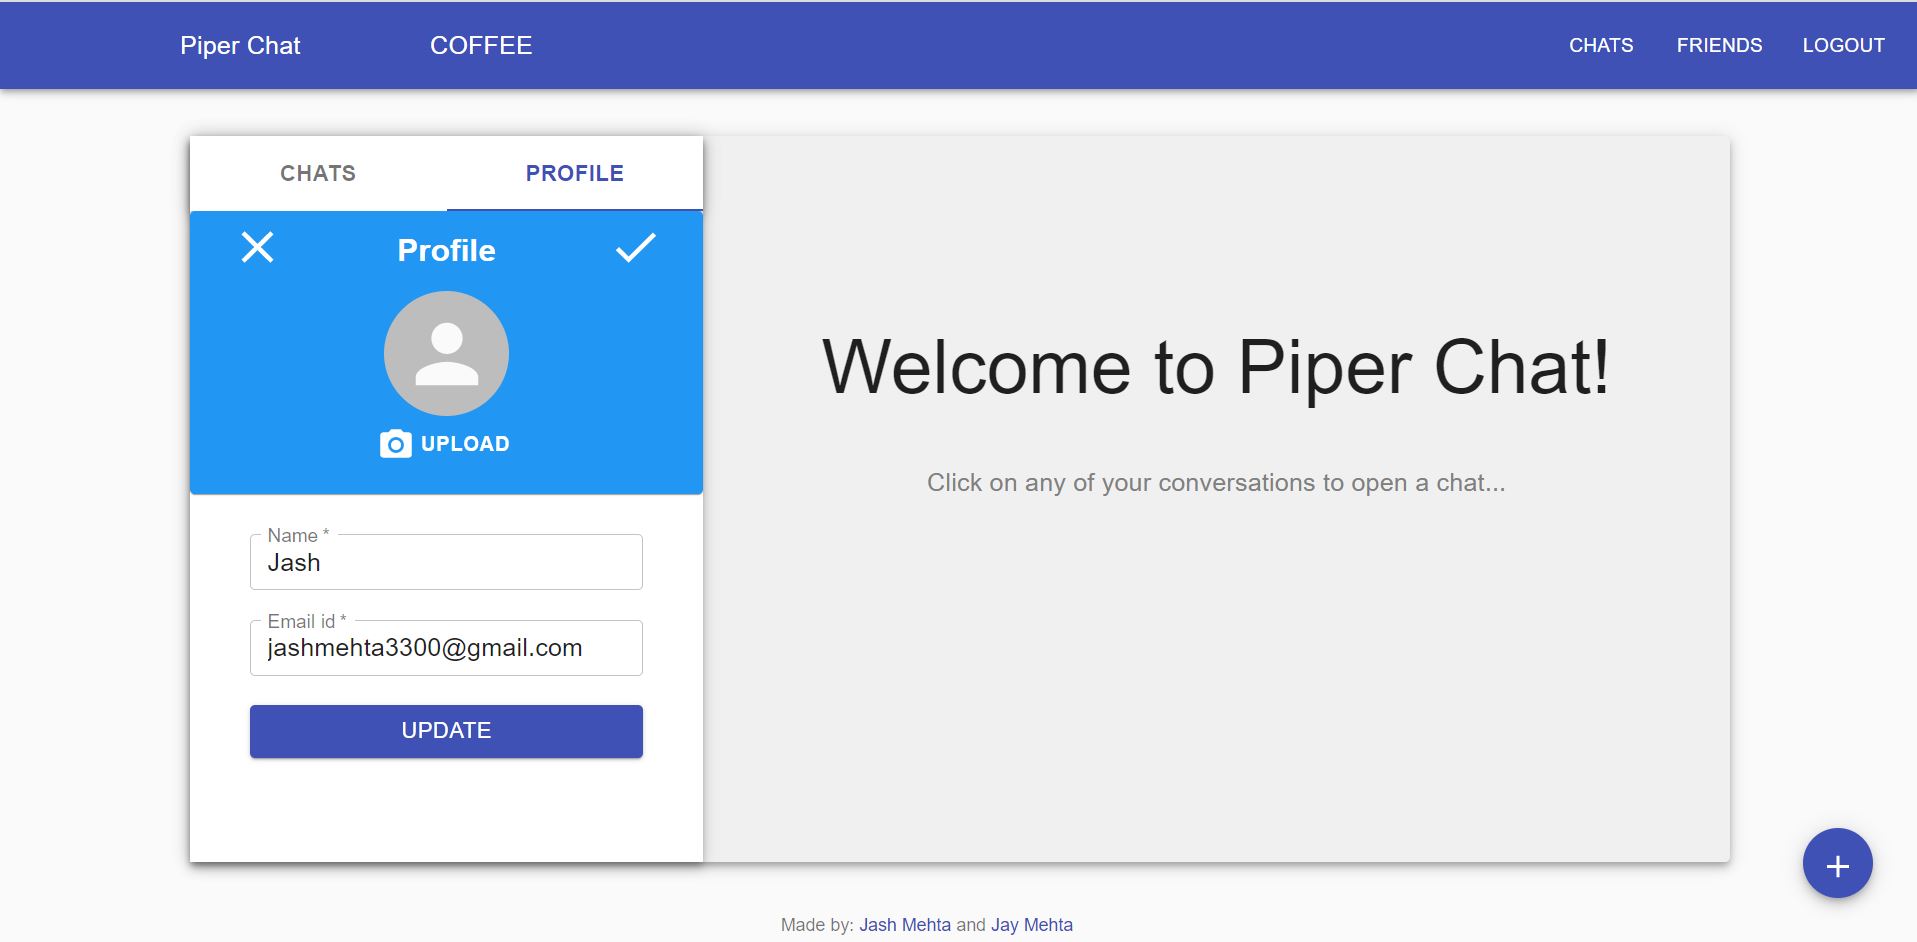 Piper Chat COFFEE CHATS FRIENDS LOGOUT
CHATS PROFILE
Profile
UPLOAD
Name *
Jash
Email id *
jashmehta3300@gmail.com
UPDATE
Welcome to Piper Chat!
Click on any of your conversations to open a chat...
+
Made by: Jash Mehta and Jay Mehta